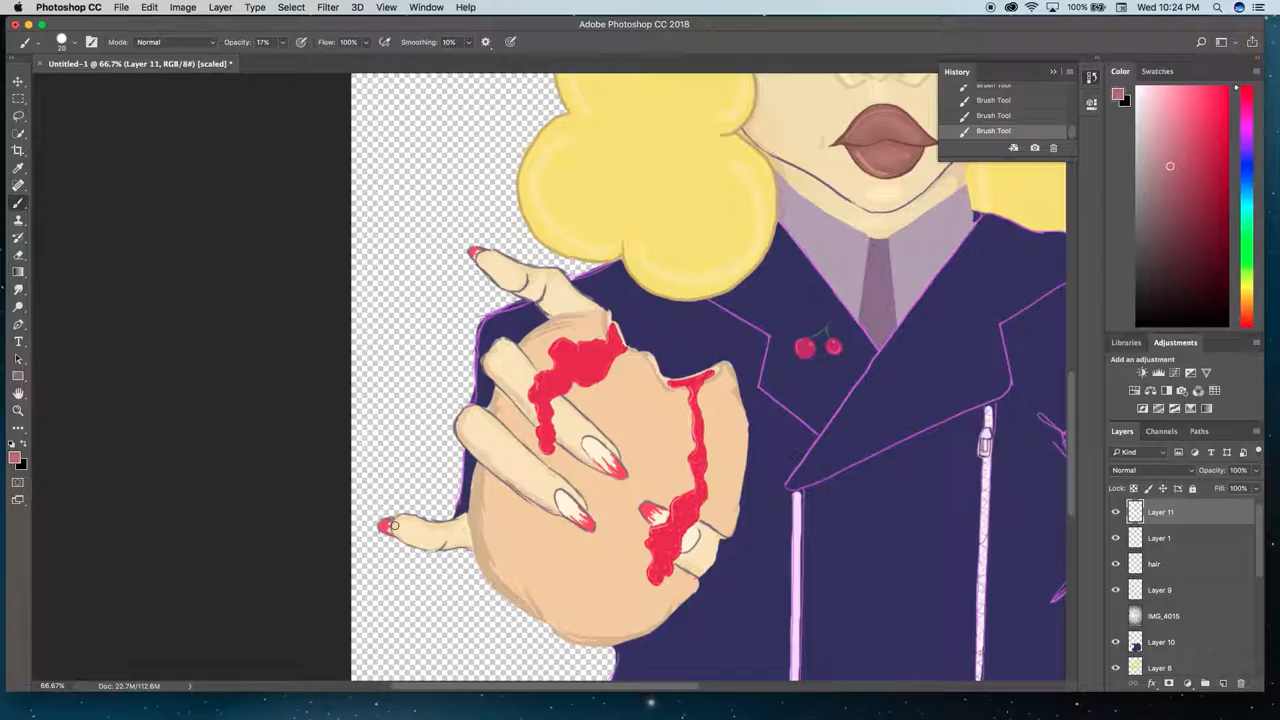 Photoshop CC File Edit Image Layer Type Select Filter 3D View Window Help 100% Wed 10:24 PM
Adobe Photoshop CC 2018
20 Mode: Normal Opacity: 17% Flow: 100% Smoothing: 10%
Untitled-1 @ 66.7% (Layer 11, RGB/8#) [scaled] *
History
Brush Tool
Brush Tool
Brush Tool
Brush Tool
Color Swatches
Libraries Adjustments
Add an adjustment
Layers Channels Paths
Kind
Normal Opacity: 100%
Lock: Fill: 100%
Layer 11
Layer 1
hair
Layer 9
IMG_4015
Layer 10
Layer 6
66.67% Doc: 22.7M/112.6M